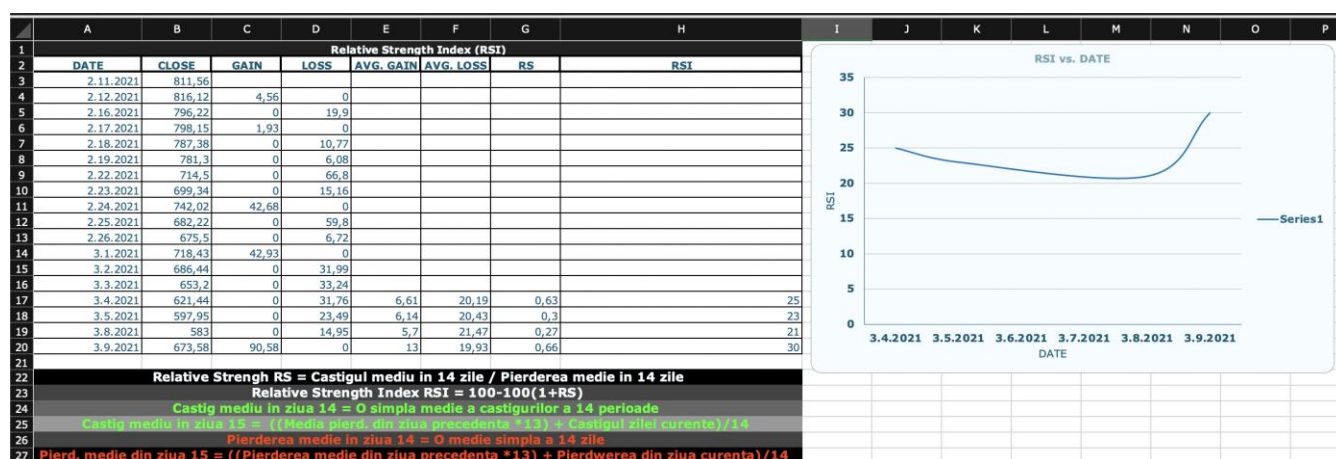 A B C D E F G H I J K L M N O P
1 Relative Strength Index (RSI)
2 DATE CLOSE GAIN LOSS AVG. GAIN AVG. LOSS RS RSI
3 2.11.2021 811,56
4 2.12.2021 816,12 4,56 0
5 2.16.2021 796,22 0 19,9
6 2.17.2021 798,15 1,93 0
7 2.18.2021 787,38 0 10,77
8 2.19.2021 781,3 0 6,08
9 2.22.2021 714,5 0 66,8
10 2.23.2021 699,34 0 15,16
11 2.24.2021 742,02 42,68 0
12 2.25.2021 682,22 0 59,8
13 2.26.2021 675,5 0 6,72
14 3.1.2021 718,43 42,93 0
15 3.2.2021 686,44 0 31,99
16 3.3.2021 653,2 0 33,24
17 3.4.2021 621,44 0 31,76 6,61 20,19 0,63 25
18 3.5.2021 597,95 0 23,49 6,14 20,43 0,3 23
19 3.8.2021 583 0 14,95 5,7 21,47 0,27 21
20 3.9.2021 673,58 90,58 0 13 19,93 0,66 30
21
22 Relative Strengh RS = Castigul mediu in 14 zile / Pierderea medie in 14 zile
23 Relative Strength Index RSI = 100-100(1+RS)
24 Castig mediu in ziua 14 = O simpla medie a castigurilor a 14 perioade
25 Castig mediu in ziua 15 = ((Media pierd. din ziua precedenta *13) + Castigul zilei curente)/14
26 Pierderea medie in ziua 14 = O medie simpla a 14 zile
27 Pierd. medie din ziua 15 = ((Pierderea medie din ziua precedenta *13) + Pierdwerea din ziua curenta)/14
RSI vs. DATE
35
30
25
20
15
10
5
0
RSI
3.4.2021 3.5.2021 3.6.2021 3.7.2021 3.8.2021 3.9.2021
DATE
Series1